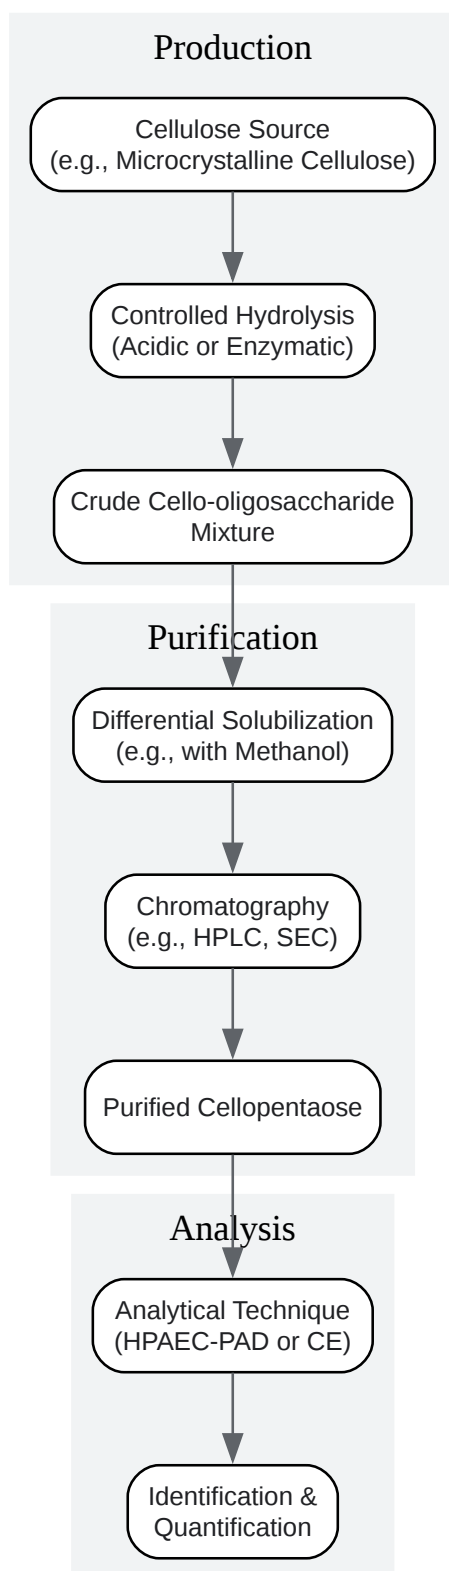 Production
Cellulose Source
(e.g., Microcrystalline Cellulose)
Controlled Hydrolysis
(Acidic or Enzymatic)
Crude Cello-oligosaccharide
Mixture
Purification
Differential Solubilization
(e.g., with Methanol)
Chromatography
(e.g., HPLC, SEC)
Purified Cellopentaose
Analysis
Analytical Technique
(HPAEC-PAD or CE)
Identification &
Quantification